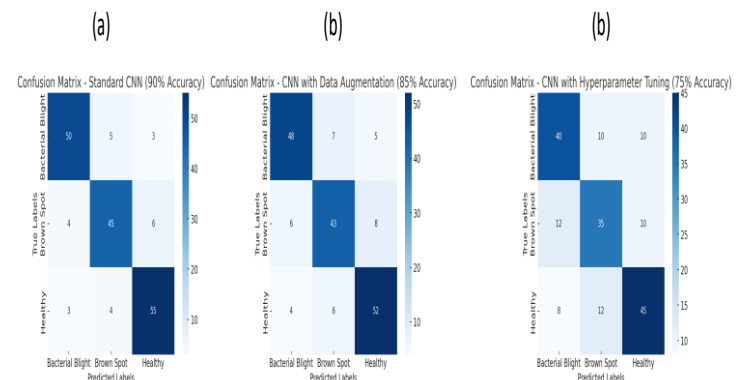 (a) (b) (b)
Confusion Matrix - Standard CNN (90% Accuracy)
Bacterial Blight
True Labels
Brown Spot
Healthy
50 5 3
4 45 6
3 4 55
50
40
30
20
10
Bacterial Blight Brown Spot Healthy
Predicted Labels
Confusion Matrix - CNN with Data Augmentation (85% Accuracy)
Bacterial Blight
True Labels
Brown Spot
Healthy
48 7 5
6 43 8
4 6 52
50
40
30
20
10
Bacterial Blight Brown Spot Healthy
Predicted Labels
Confusion Matrix - CNN with Hyperparameter Tuning (75% Accuracy)
Bacterial Blight
True Labels
Brown Spot
Healthy
40 10 10
12 35 10
8 12 45
45
40
35
30
25
20
15
10
Bacterial Blight Brown Spot Healthy
Predicted Labels